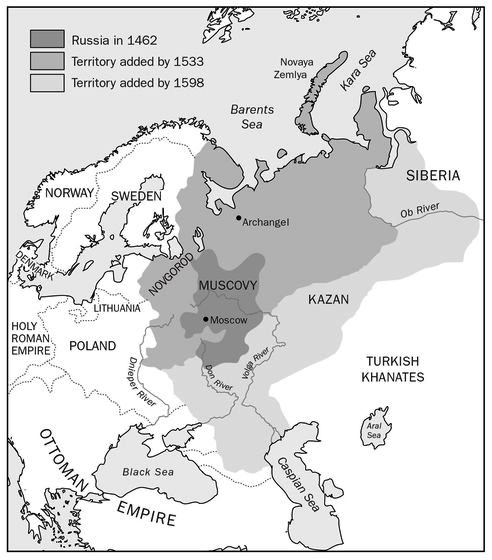 Russia in 1462
Territory added by 1533
Territory added by 1598
Novaya
Zemlya
Kara Sea
Barents
Sea
SIBERIA
NORWAY
SWEDEN
Ob River
Archangel
DENMARK
NOVGOROD
MUSCOVY
KAZAN
LITHUANIA
Moscow
HOLY
ROMAN
EMPIRE
POLAND
Dnieper River
Don River
Volga River
TURKISH
KHANATES
Aral
Sea
OTTOMAN
EMPIRE
Black Sea
Caspian Sea